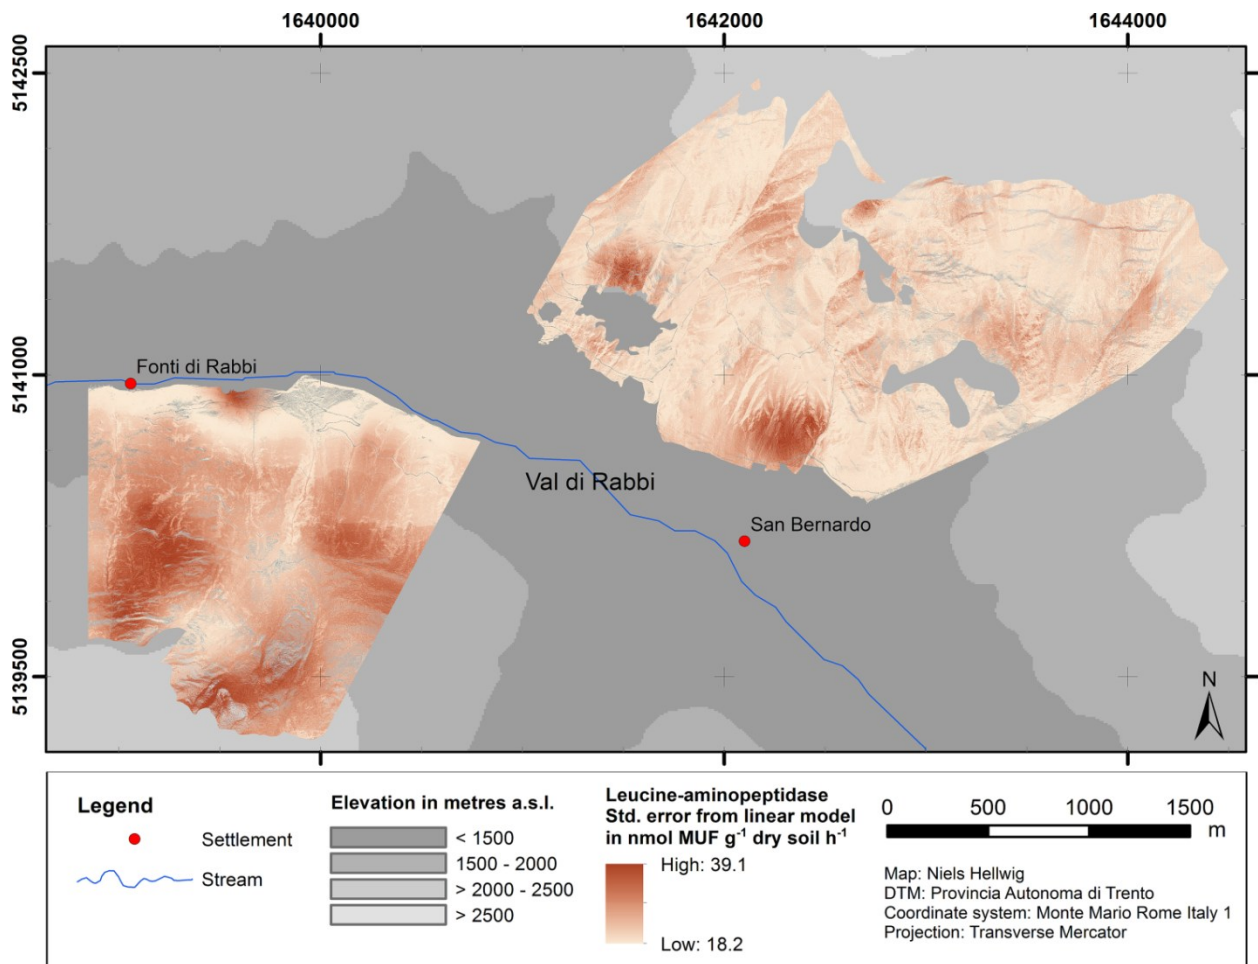 1640000
1642000
1644000
5142500
5141000
5139500
Fonti di Rabbi
Val di Rabbi
San Bernardo
N
Legend
Settlement
Stream
Elevation in metres a.s.l.
< 1500
1500 - 2000
> 2000 - 2500
> 2500
Leucine-aminopeptidase
Std. error from linear model
in nmol MUF g⁻¹ dry soil h⁻¹
High: 39.1
Low: 18.2
0 500 1000 1500
m
Map: Niels Hellwig
DTM: Provincia Autonoma di Trento
Coordinate system: Monte Mario Rome Italy 1
Projection: Transverse Mercator